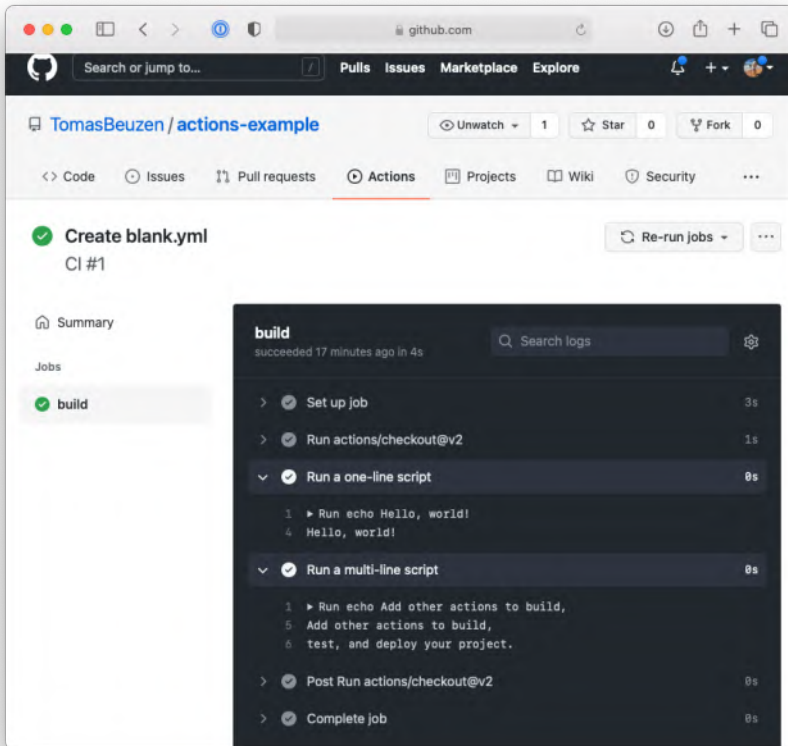 github.com
Search or jump to... /
Pulls Issues Marketplace Explore
TomasBeuzen / actions-example
Unwatch 1 Star 0 Fork 0
<> Code Issues Pull requests Actions Projects Wiki Security ...
Create blank.yml
CI #1
Re-run jobs ...
Summary
Jobs
build
build
succeeded 17 minutes ago in 4s
Search logs
Set up job 3s
Run actions/checkout@v2 1s
Run a one-line script 0s
1 ▸ Run echo Hello, world!
4 Hello, world!
Run a multi-line script 0s
1 ▸ Run echo Add other actions to build,
5 Add other actions to build,
6 test, and deploy your project.
Post Run actions/checkout@v2 0s
Complete job 0s